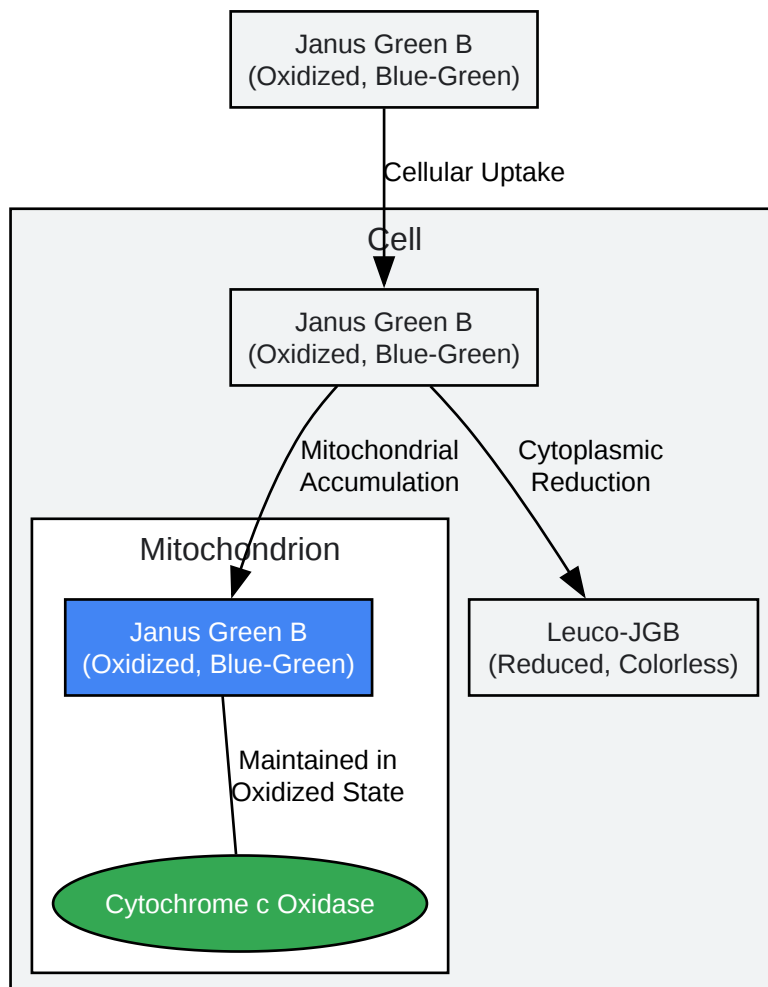 Janus Green B
(Oxidized, Blue-Green)
Cellular Uptake
Cell
Janus Green B
(Oxidized, Blue-Green)
Mitochondrial
Accumulation
Cytoplasmic
Reduction
Mitochondrion
Janus Green B
(Oxidized, Blue-Green)
Leuco-JGB
(Reduced, Colorless)
Maintained in
Oxidized State
Cytochrome c Oxidase